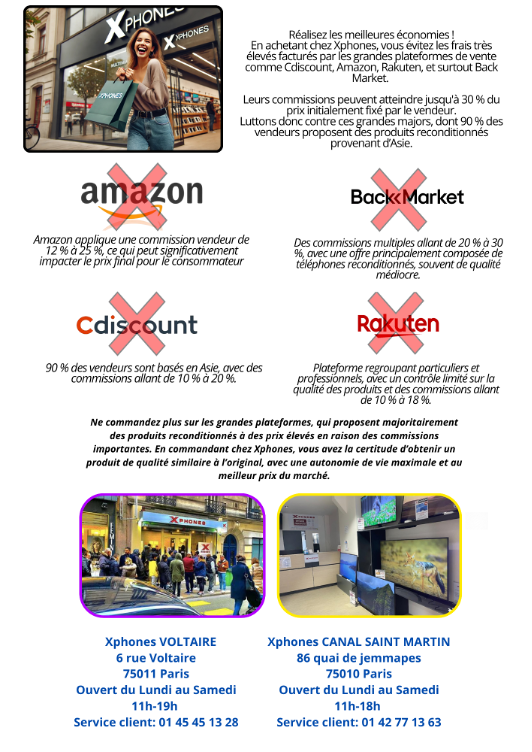 XPHONES
XPHONES
XPHONES
Réalisez les meilleures économies !
En achetant chez Xphones, vous évitez les frais très
élevés facturés par les grandes plateformes de vente
comme Cdiscount, Amazon, Rakuten, et surtout Back
Market.
Leurs commissions peuvent atteindre jusqu'à 30 % du
prix initialement fixé par le vendeur.
Luttons donc contre ces grandes majors, dont 90 % des
vendeurs proposent des produits reconditionnés
provenant d'Asie.
amazon
Amazon applique une commission vendeur de
12 % à 25 %, ce qui peut significativement
impacter le prix final pour le consommateur
Back Market
Des commissions multiples allant de 20 % à 30
%, avec une offre principalement composée de
téléphones reconditionnés, souvent de qualité
médiocre.
Cdiscount
90 % des vendeurs sont basés en Asie, avec des
commissions allant de 10 % à 20 %.
Rakuten
Plateforme regroupant particuliers et
professionnels, avec un contrôle limité sur la
qualité des produits et des commissions allant
de 10 % à 18 %.
Ne commandez plus sur les grandes plateformes, qui proposent majoritairement
des produits reconditionnés à des prix élevés en raison des commissions
importantes. En commandant chez Xphones, vous avez la certitude d'obtenir un
produit de qualité similaire à l'original, avec une autonomie de vie maximale et au
meilleur prix du marché.
XPHONES
Xphones VOLTAIRE
6 rue Voltaire
75011 Paris
Ouvert du Lundi au Samedi
11h-19h
Service client: 01 45 45 13 28
Xphones CANAL SAINT MARTIN
86 quai de jemmapes
75010 Paris
Ouvert du Lundi au Samedi
11h-18h
Service client: 01 42 77 13 63